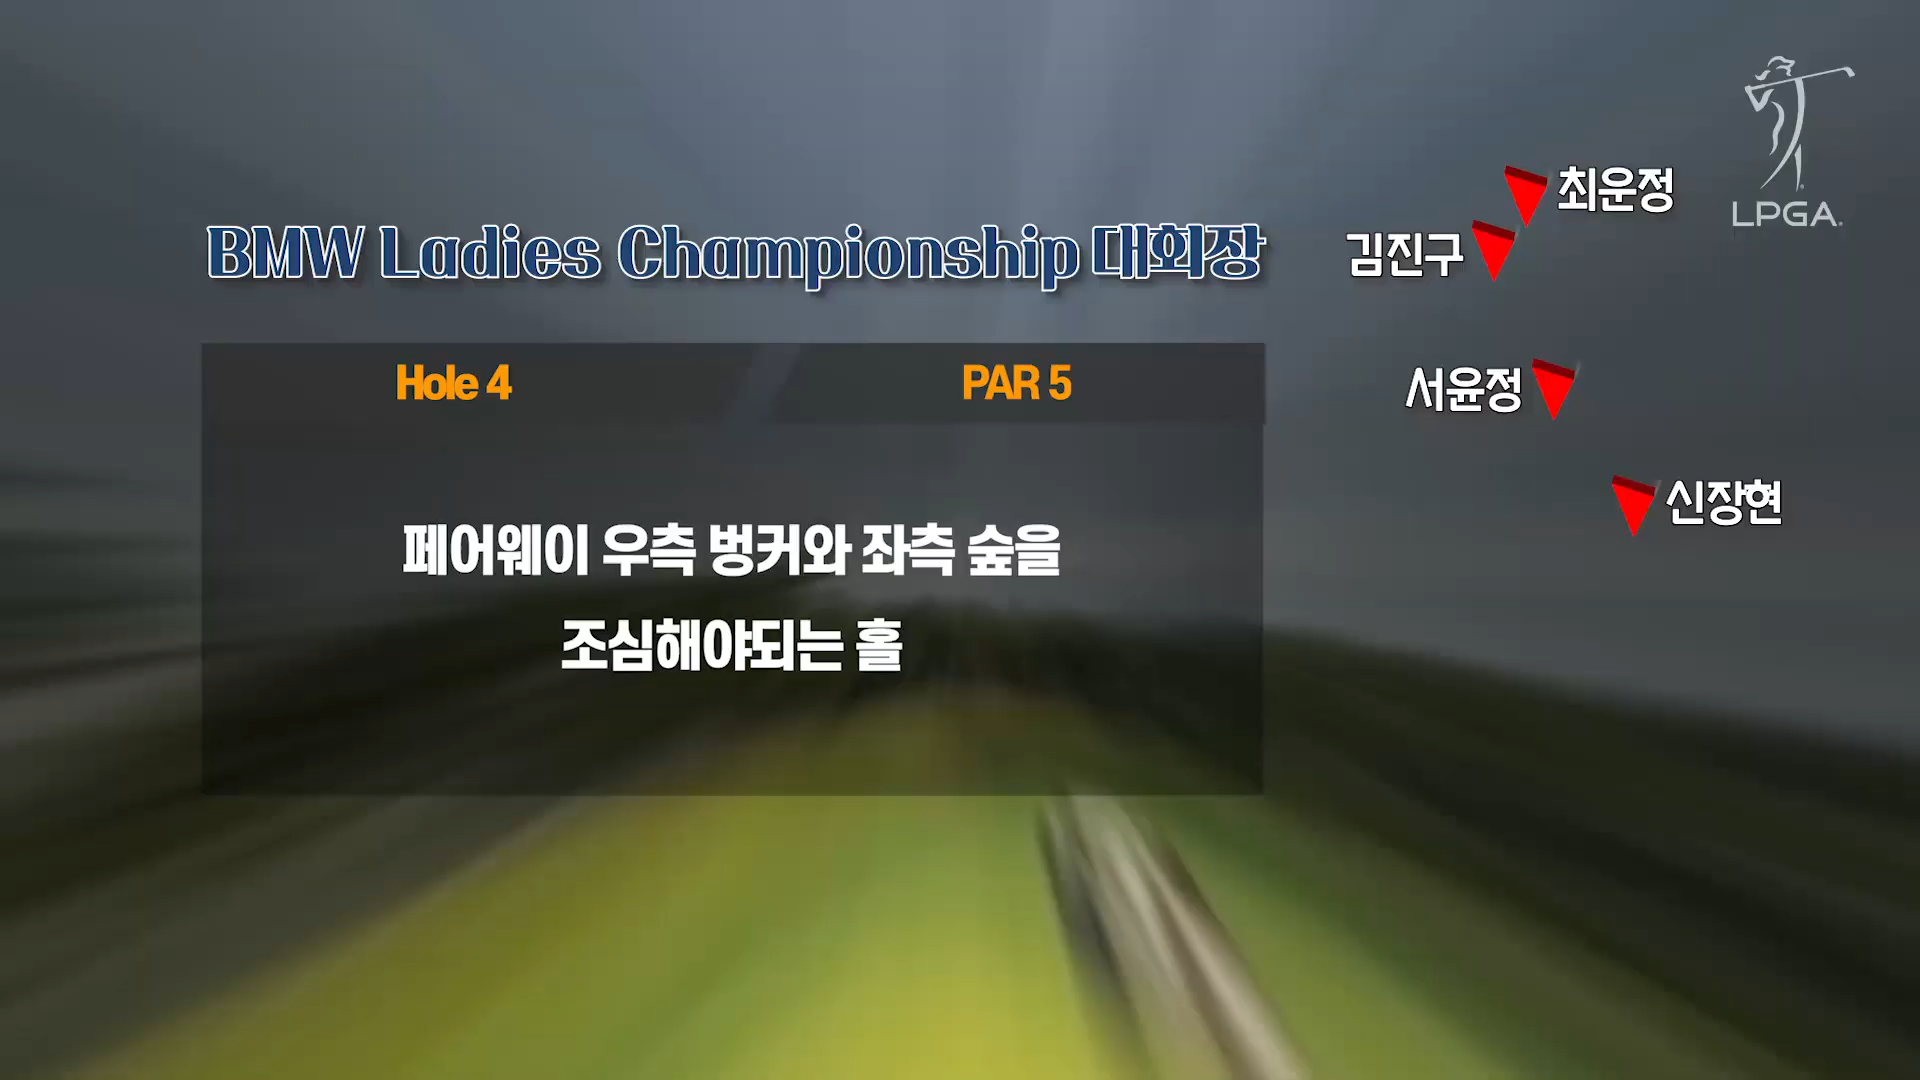 LPGA
최운정
김진구
BMW Ladies Championship 대회장
서윤정
신장현
Hole 4
PAR 5
페어웨이 우측 벙커와 좌측 숲을
조심해야되는 홀